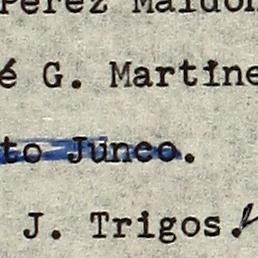 Pérez Maldon
é G. Martíne
to Junco.
J. Trigos.